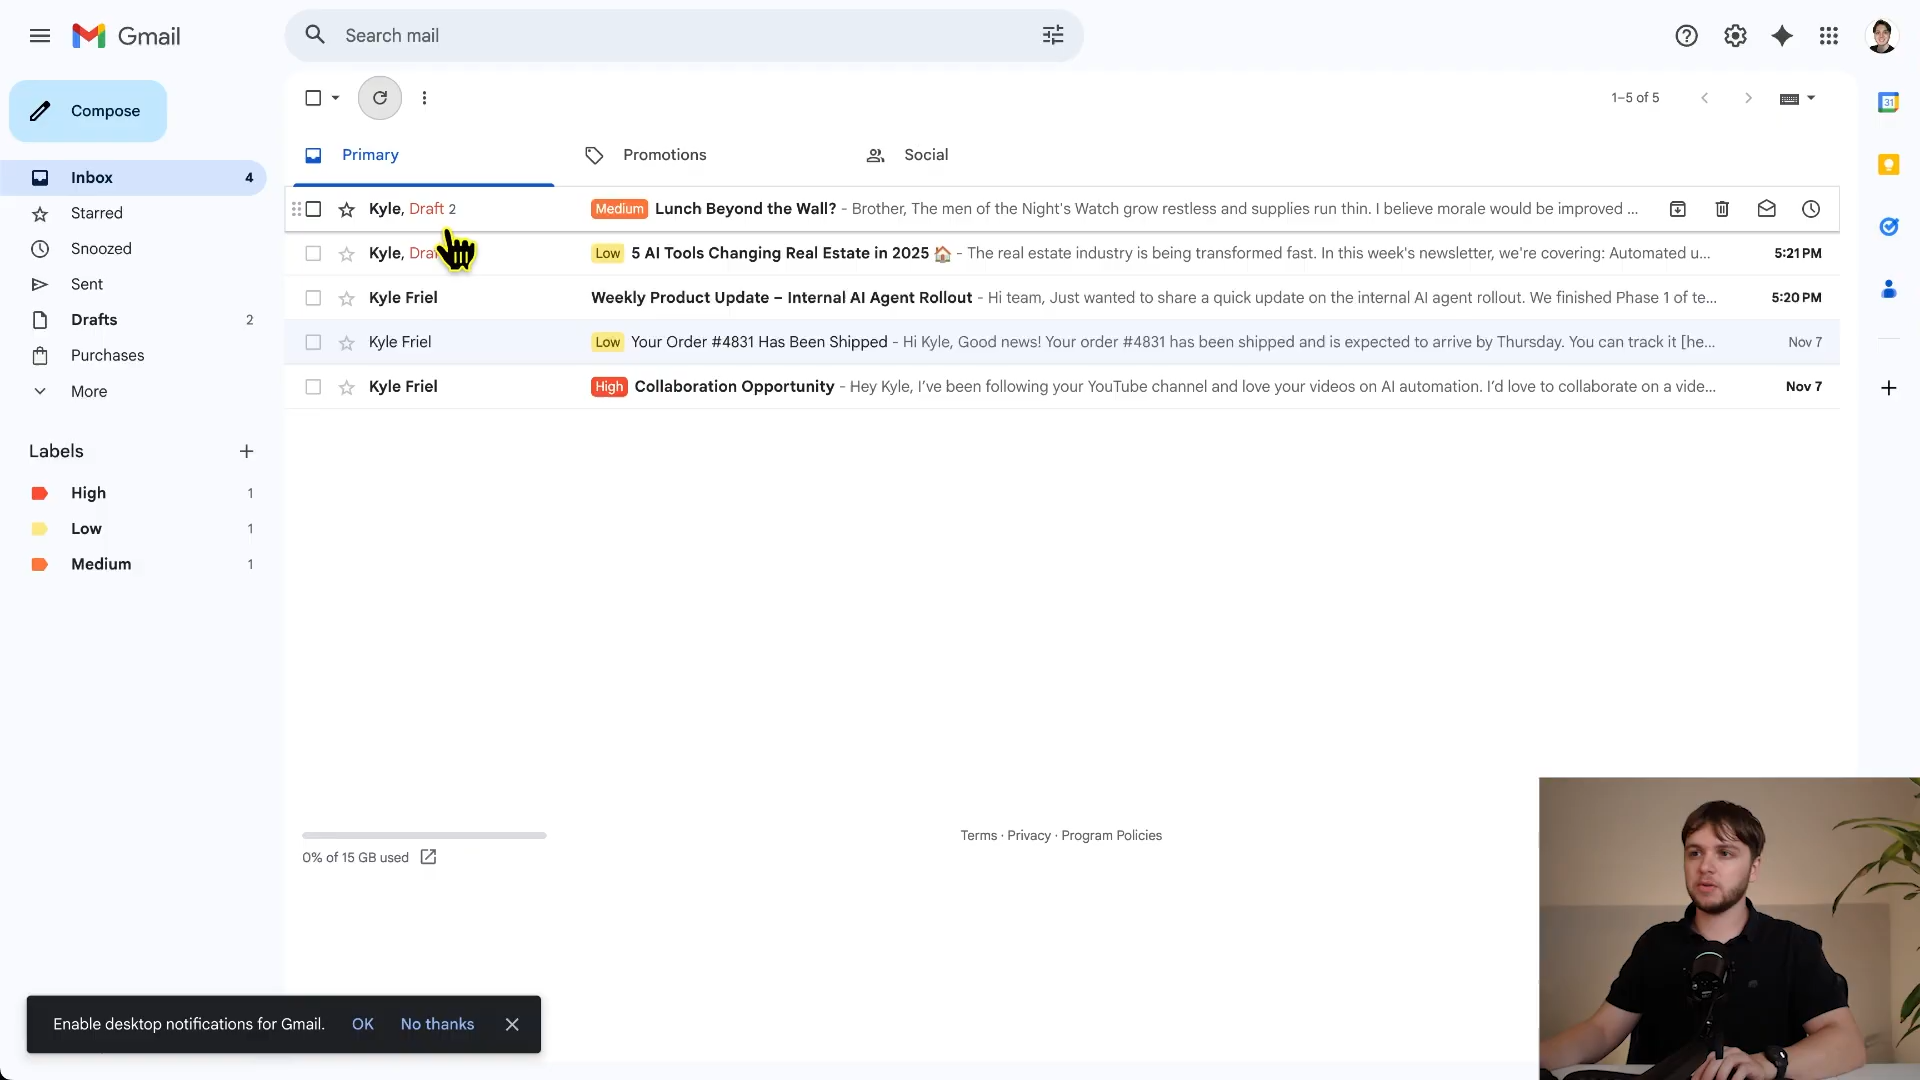 Gmail
Search mail
Compose
1–5 of 5
Primary
Promotions
Social
Inbox 4
Starred
Snoozed
Sent
Drafts 2
Purchases
More
Labels
High 1
Low 1
Medium 1
Kyle, Draft 2 Medium Lunch Beyond the Wall? - Brother, The men of the Night's Watch grow restless and supplies run thin. I believe morale would be improved ...
Kyle, Low 5 AI Tools Changing Real Estate in 2025 🏠 - The real estate industry is being transformed fast. In this week's newsletter, we're covering: Automated u... 5:21 PM
Kyle Friel Weekly Product Update – Internal AI Agent Rollout - Hi team, Just wanted to share a quick update on the internal AI agent rollout. We finished Phase 1 of te... 5:20 PM
Kyle Friel Low Your Order #4831 Has Been Shipped - Hi Kyle, Good news! Your order #4831 has been shipped and is expected to arrive by Thursday. You can track it [he... Nov 7
Kyle Friel High Collaboration Opportunity - Hey Kyle, I've been following your YouTube channel and love your videos on AI automation. I'd love to collaborate on a vide... Nov 7
31
0% of 15 GB used
Terms · Privacy · Program Policies
Enable desktop notifications for Gmail. OK No thanks